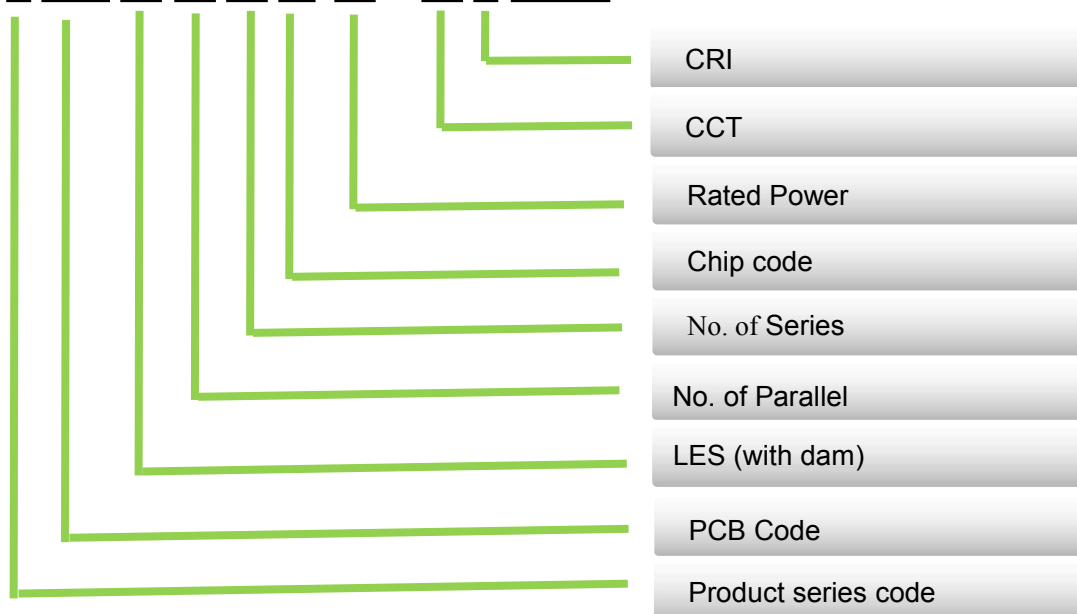 CRI
CCT
Rated Power
Chip code
No. of Series
No. of Parallel
LES (with dam)
PCB Code
Product series code